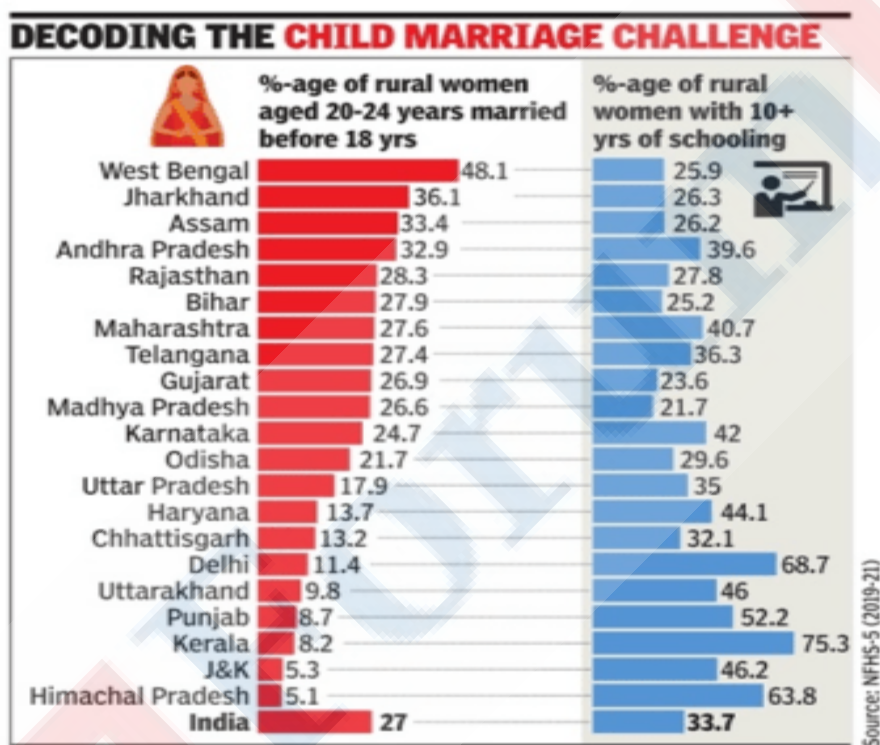 DECODING THE CHILD MARRIAGE CHALLENGE
%-age of rural women
aged 20-24 years married
before 18 yrs
%-age of rural
women with 10+
yrs of schooling
West Bengal 48.1 25.9
Jharkhand 36.1 26.3
Assam 33.4 26.2
Andhra Pradesh 32.9 39.6
Rajasthan 28.3 27.8
Bihar 27.9 25.2
Maharashtra 27.6 40.7
Telangana 27.4 36.3
Gujarat 26.9 23.6
Madhya Pradesh 26.6 21.7
Karnataka 24.7 42
Odisha 21.7 29.6
Uttar Pradesh 17.9 35
Haryana 13.7 44.1
Chhattisgarh 13.2 32.1
Delhi 11.4 68.7
Uttarakhand 9.8 46
Punjab 8.7 52.2
Kerala 8.2 75.3
J&K 5.3 46.2
Himachal Pradesh 5.1 63.8
India 27 33.7
Source: NFHS-5 (2019-21)
Forum